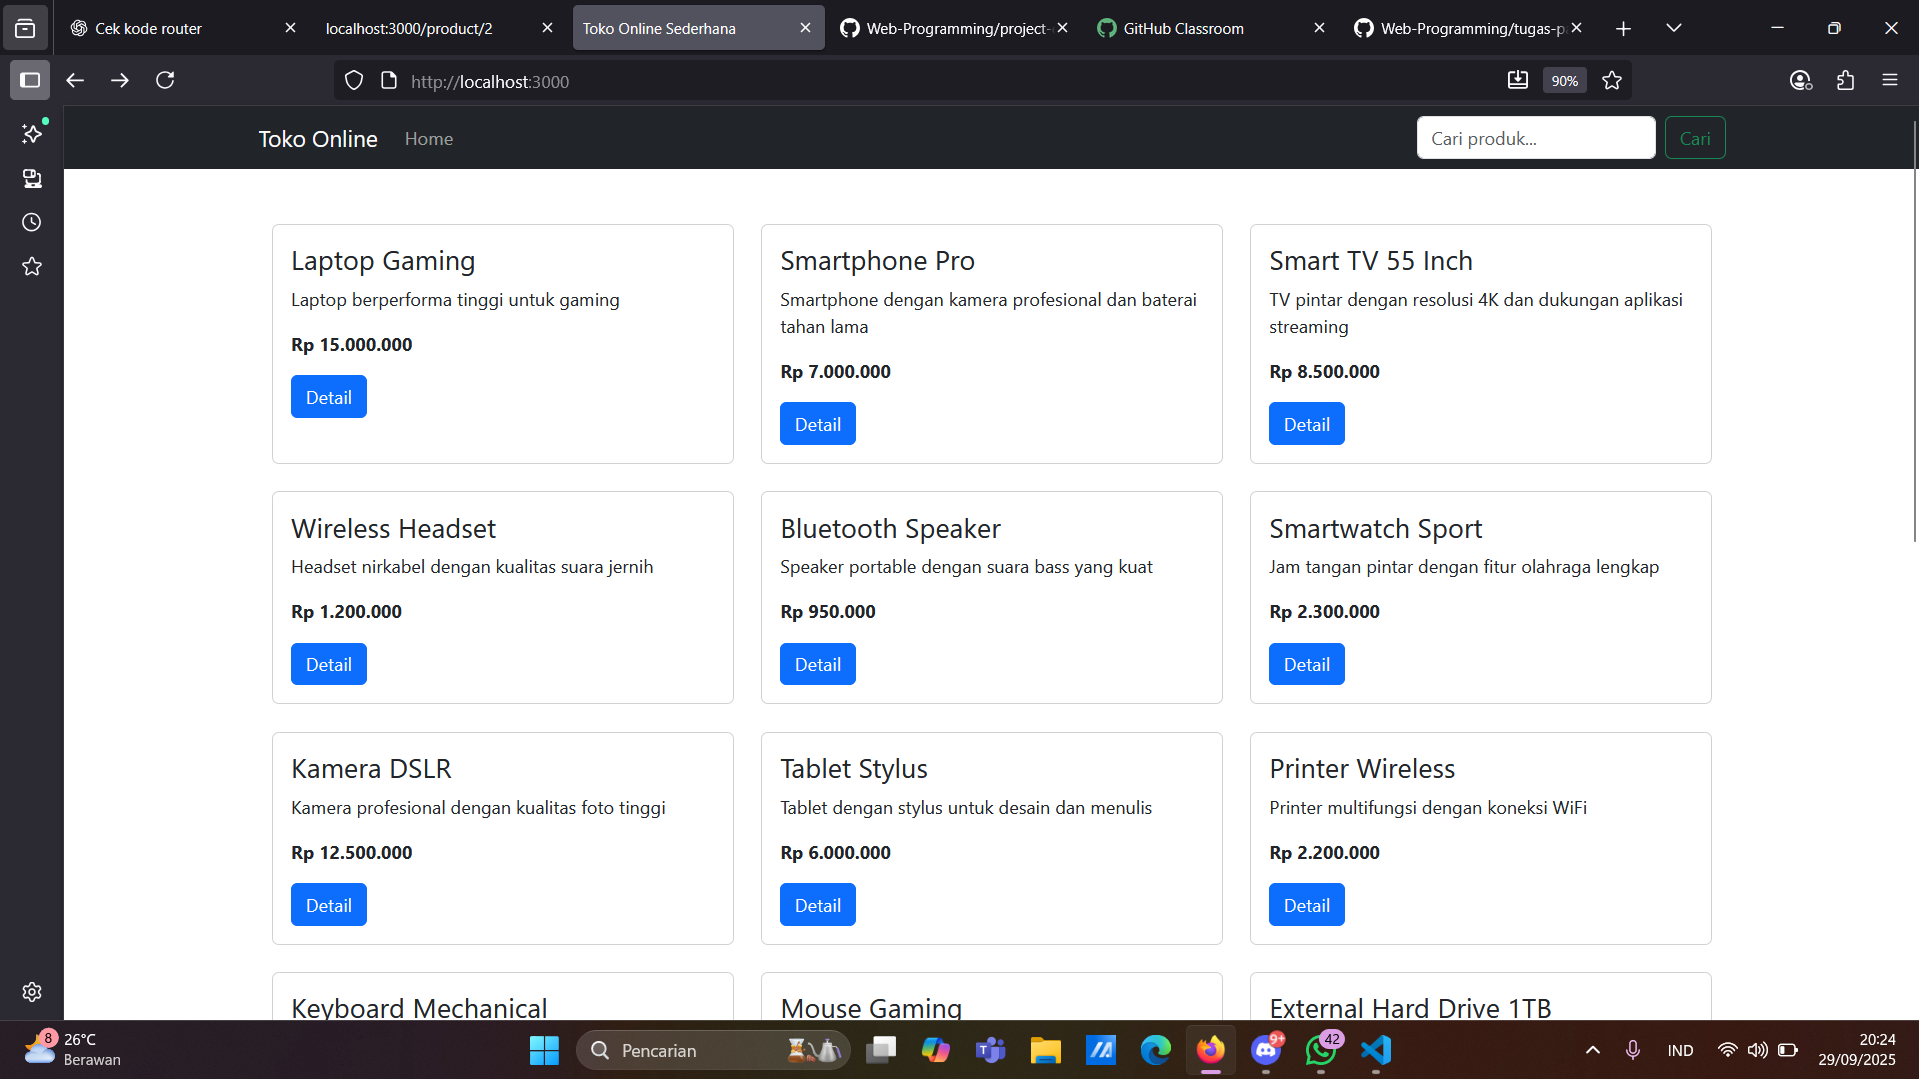 Cek kode router
localhost:3000/product/2
Toko Online Sederhana
Web-Programming/project-
GitHub Classroom
Web-Programming/tugas-p
http://localhost:3000
90%
Toko Online
Home
Cari produk...
Cari
Laptop Gaming
Laptop berperforma tinggi untuk gaming
Rp 15.000.000
Detail
Smartphone Pro
Smartphone dengan kamera profesional dan baterai
tahan lama
Rp 7.000.000
Detail
Smart TV 55 Inch
TV pintar dengan resolusi 4K dan dukungan aplikasi
streaming
Rp 8.500.000
Detail
Wireless Headset
Headset nirkabel dengan kualitas suara jernih
Rp 1.200.000
Detail
Bluetooth Speaker
Speaker portable dengan suara bass yang kuat
Rp 950.000
Detail
Smartwatch Sport
Jam tangan pintar dengan fitur olahraga lengkap
Rp 2.300.000
Detail
Kamera DSLR
Kamera profesional dengan kualitas foto tinggi
Rp 12.500.000
Detail
Tablet Stylus
Tablet dengan stylus untuk desain dan menulis
Rp 6.000.000
Detail
Printer Wireless
Printer multifungsi dengan koneksi WiFi
Rp 2.200.000
Detail
Keyboard Mechanical
Mouse Gaming
External Hard Drive 1TB
8
26°C
Berawan
Pencarian
9+
42
IND
20:24
29/09/2025